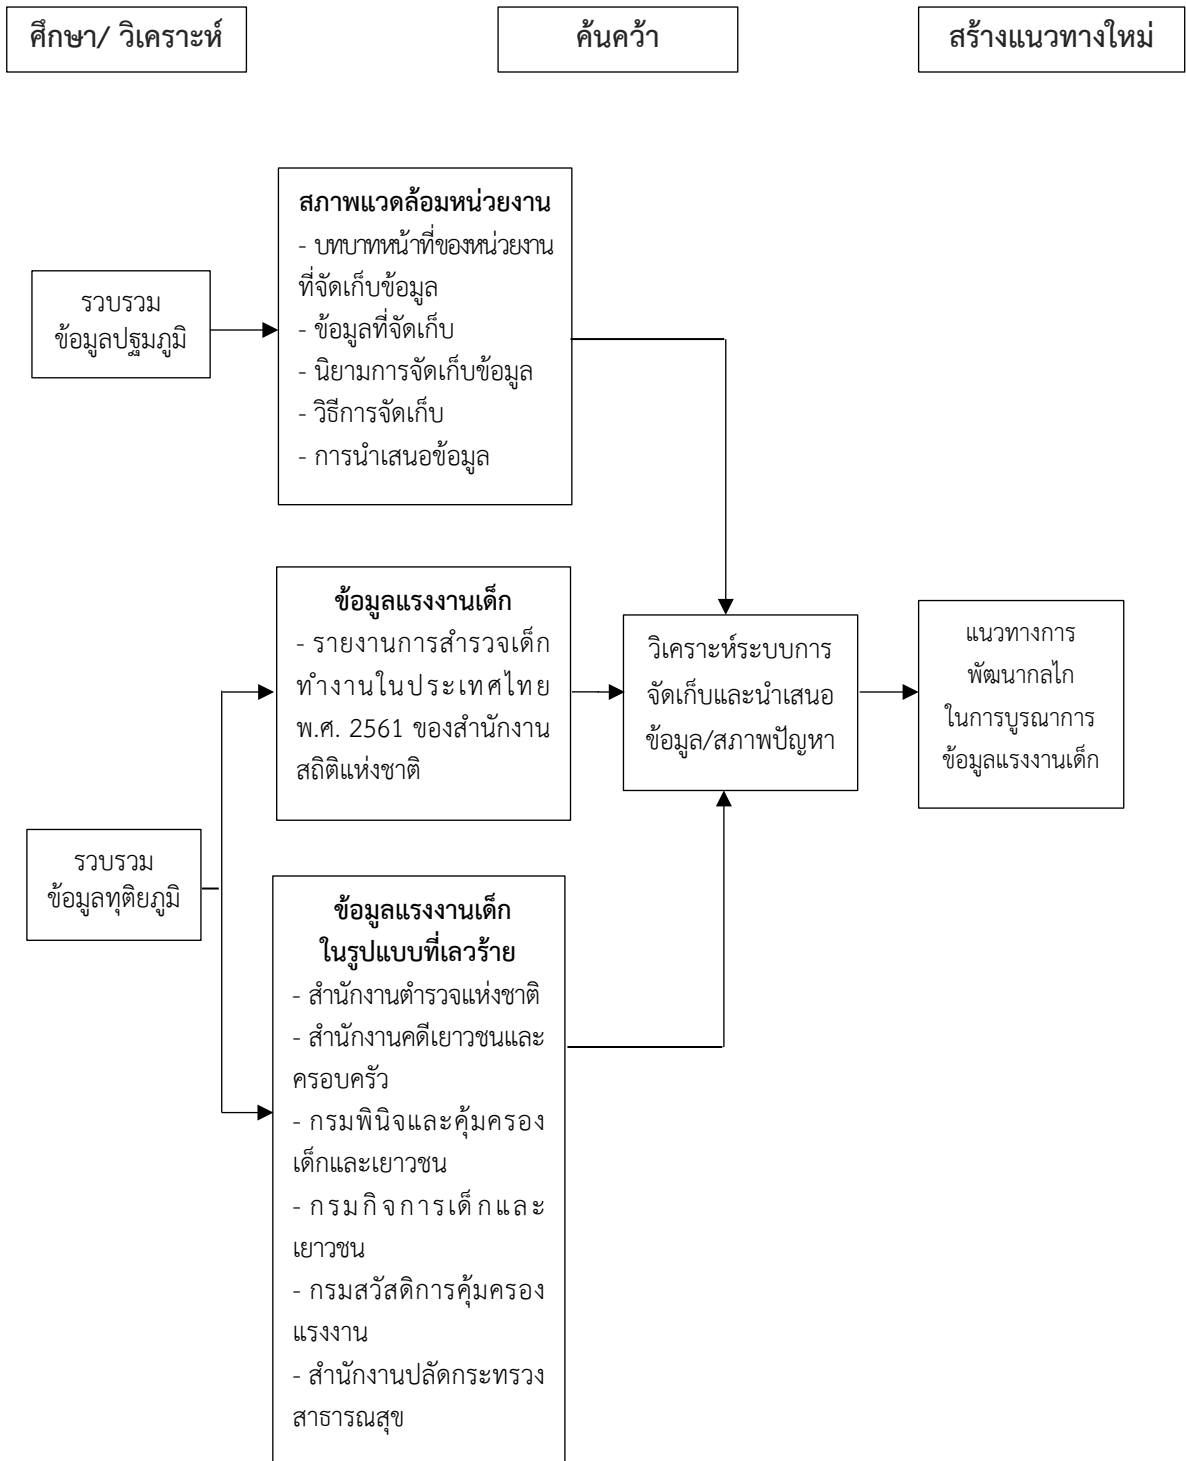 ศึกษา/ วิเคราะห์
ค้นคว้า
สร้างแนวทางใหม่
รวบรวม
ข้อมูลปฐมภูมิ
สภาพแวดล้อมหน่วยงาน
- บทบาทหน้าที่ของหน่วยงาน
ที่จัดเก็บข้อมูล
- ข้อมูลที่จัดเก็บ
- นิยามการจัดเก็บข้อมูล
- วิธีการจัดเก็บ
- การนำเสนอข้อมูล
รวบรวม
ข้อมูลทุติยภูมิ
ข้อมูลแรงงานเด็ก
- รายงานการสำรวจเด็ก
ทำงานในประเทศไทย
พ.ศ. 2561 ของสำนักงาน
สถิติแห่งชาติ
ข้อมูลแรงงานเด็ก
ในรูปแบบที่เลวร้าย
- สำนักงานตำรวจแห่งชาติ
- สำนักงานคดีเยาวชนและ
ครอบครัว
- กรมพินิจและคุ้มครอง
เด็กและเยาวชน
- กรมกิจการเด็กและ
เยาวชน
- กรมสวัสดิการคุ้มครอง
แรงงาน
- สำนักงานปลัดกระทรวง
สาธารณสุข
วิเคราะห์ระบบการ
จัดเก็บและนำเสนอ
ข้อมูล/สภาพปัญหา
แนวทางการ
พัฒนากลไก
ในการบูรณาการ
ข้อมูลแรงงานเด็ก